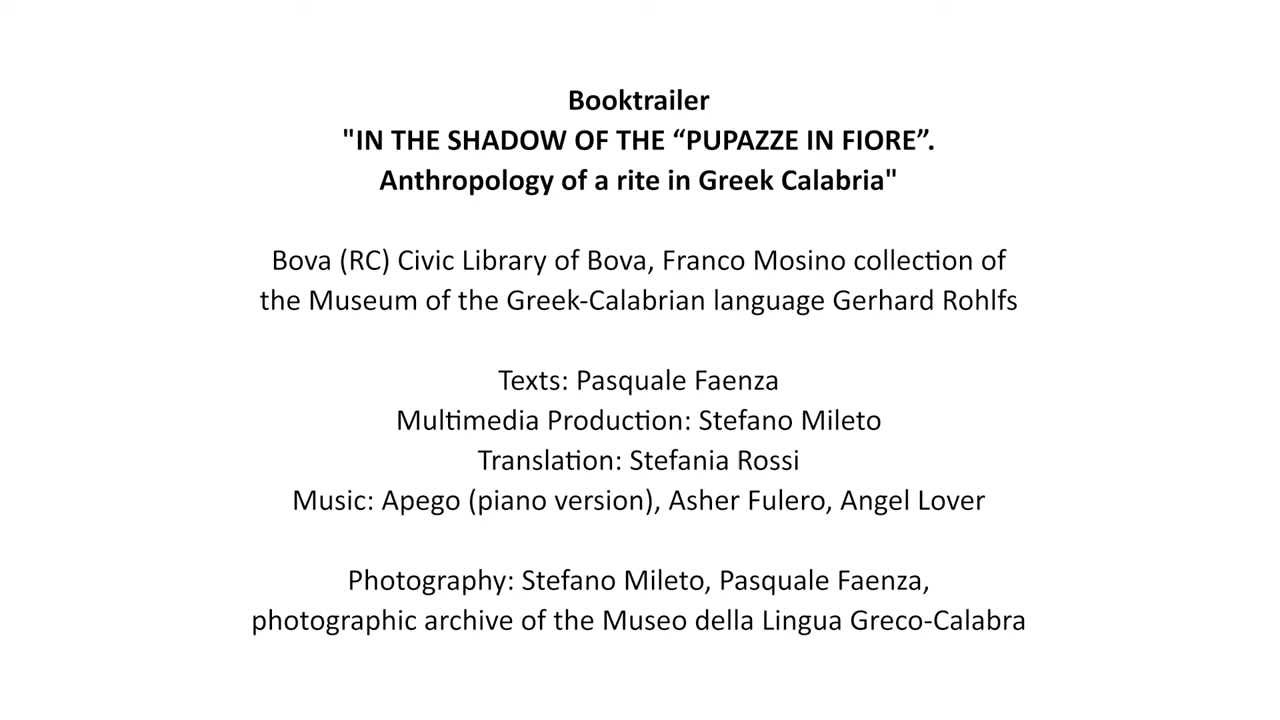 Booktrailer
"IN THE SHADOW OF THE “PUPAZZE IN FIORE”.
Anthropology of a rite in Greek Calabria"
Bova (RC) Civic Library of Bova, Franco Mosino collection of
the Museum of the Greek-Calabrian language Gerhard Rohlfs
Texts: Pasquale Faenza
Multimedia Production: Stefano Mileto
Translation: Stefania Rossi
Music: Apego (piano version), Asher Fulero, Angel Lover
Photography: Stefano Mileto, Pasquale Faenza,
photographic archive of the Museo della Lingua Greco-Calabra